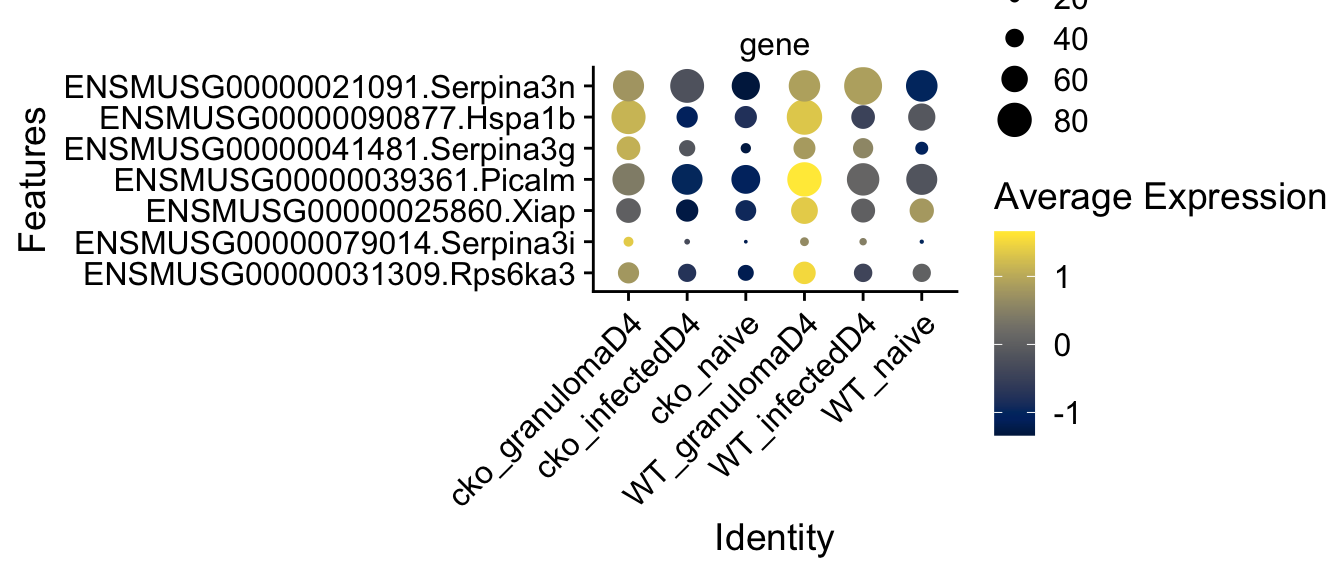 20
gene
40
60
80
Features
ENSMUSG00000021091.Serpina3n
ENSMUSG00000090877.Hspa1b
ENSMUSG00000041481.Serpina3g
ENSMUSG00000039361.Picalm
ENSMUSG00000025860.Xiap
ENSMUSG00000079014.Serpina3i
ENSMUSG00000031309.Rps6ka3
Average Expression
1
0
-1
cko_granulomaD4
cko_infectedD4
cko_naive
WT_granulomaD4
WT_infectedD4
WT_naive
Identity